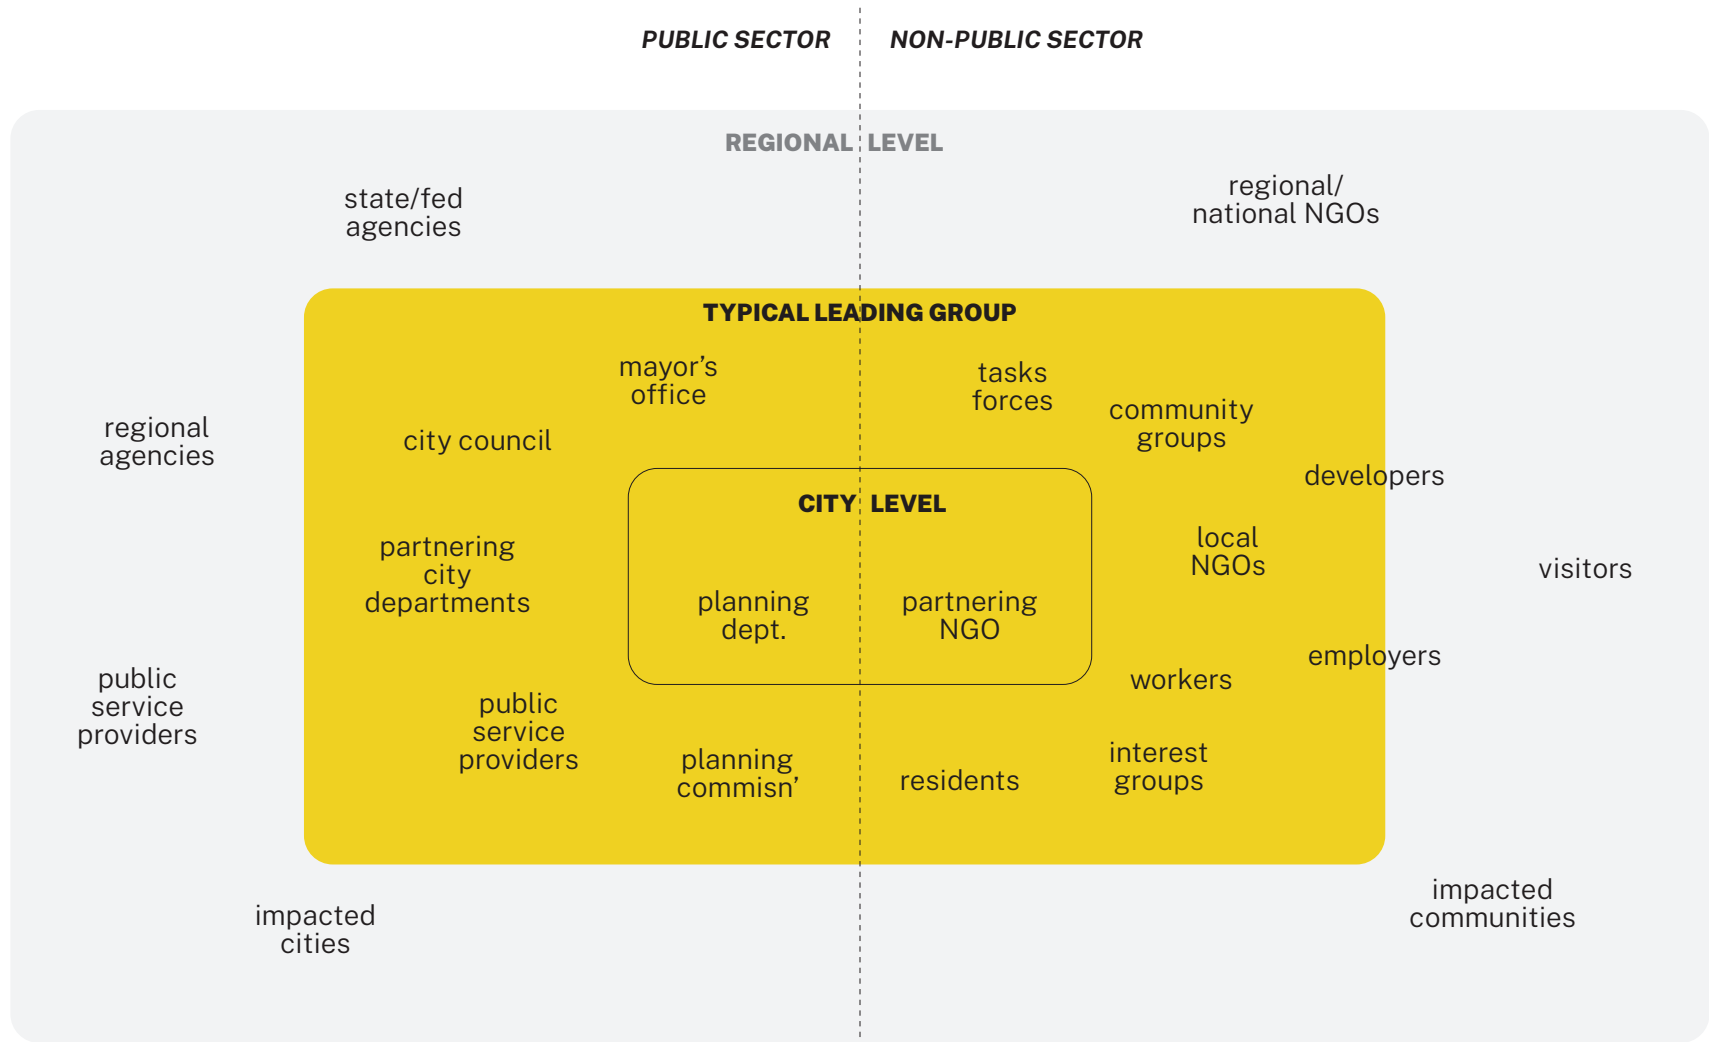 PUBLIC SECTOR
NON-PUBLIC SECTOR
REGIONAL LEVEL
state/fed
agencies
regional/
national NGOs
TYPICAL LEADING GROUP
mayor’s
office
tasks
forces
community
groups
regional
agencies
city council
developers
CITY LEVEL
partnering
city
departments
local
NGOs
visitors
planning
dept.
partnering
NGO
employers
workers
public
service
providers
public
service
providers
planning
commisn’
residents
interest
groups
impacted
cities
impacted
communities